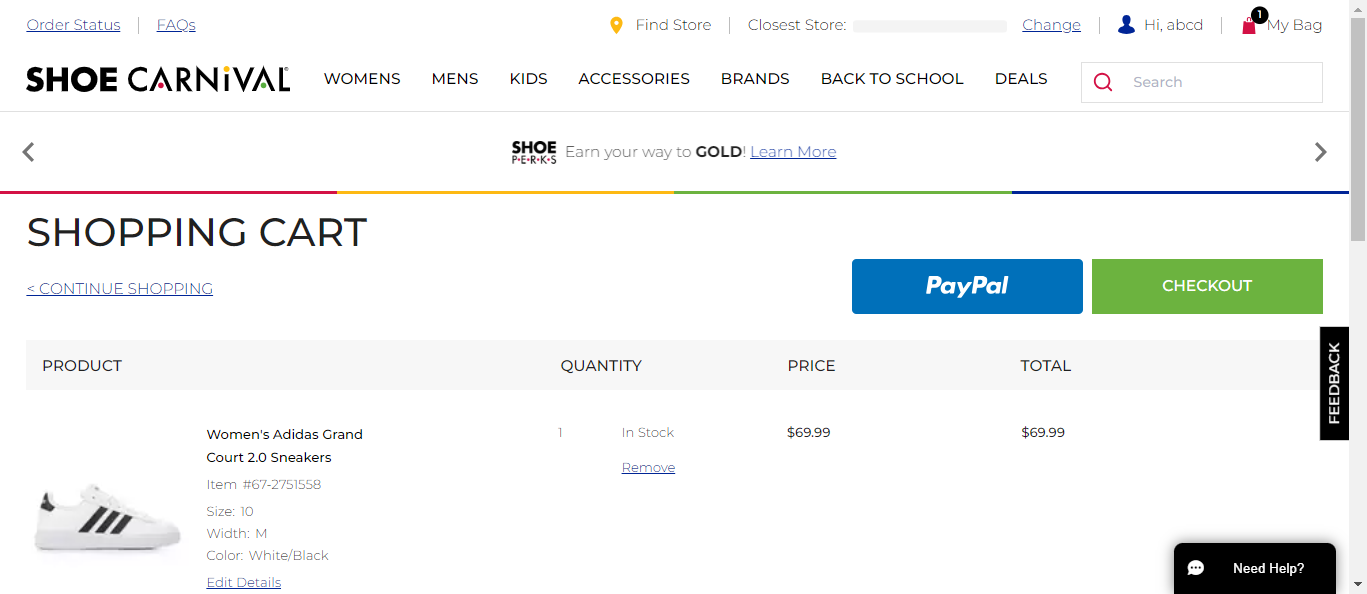 Order Status FAQs Find Store Closest Store: Change Hi, abcd 1 My Bag
SHOE CARNIVAL WOMENS MENS KIDS ACCESSORIES BRANDS BACK TO SCHOOL DEALS Search
SHOE PERKS Earn your way to GOLD! Learn More
SHOPPING CART
< CONTINUE SHOPPING PayPal CHECKOUT
PRODUCT QUANTITY PRICE TOTAL
FEEDBACK
Women's Adidas Grand 1 In Stock $69.99 $69.99
Court 2.0 Sneakers Remove
Item #67-2751558
Size: 10
Width: M
Color: White/Black
Edit Details
Need Help?